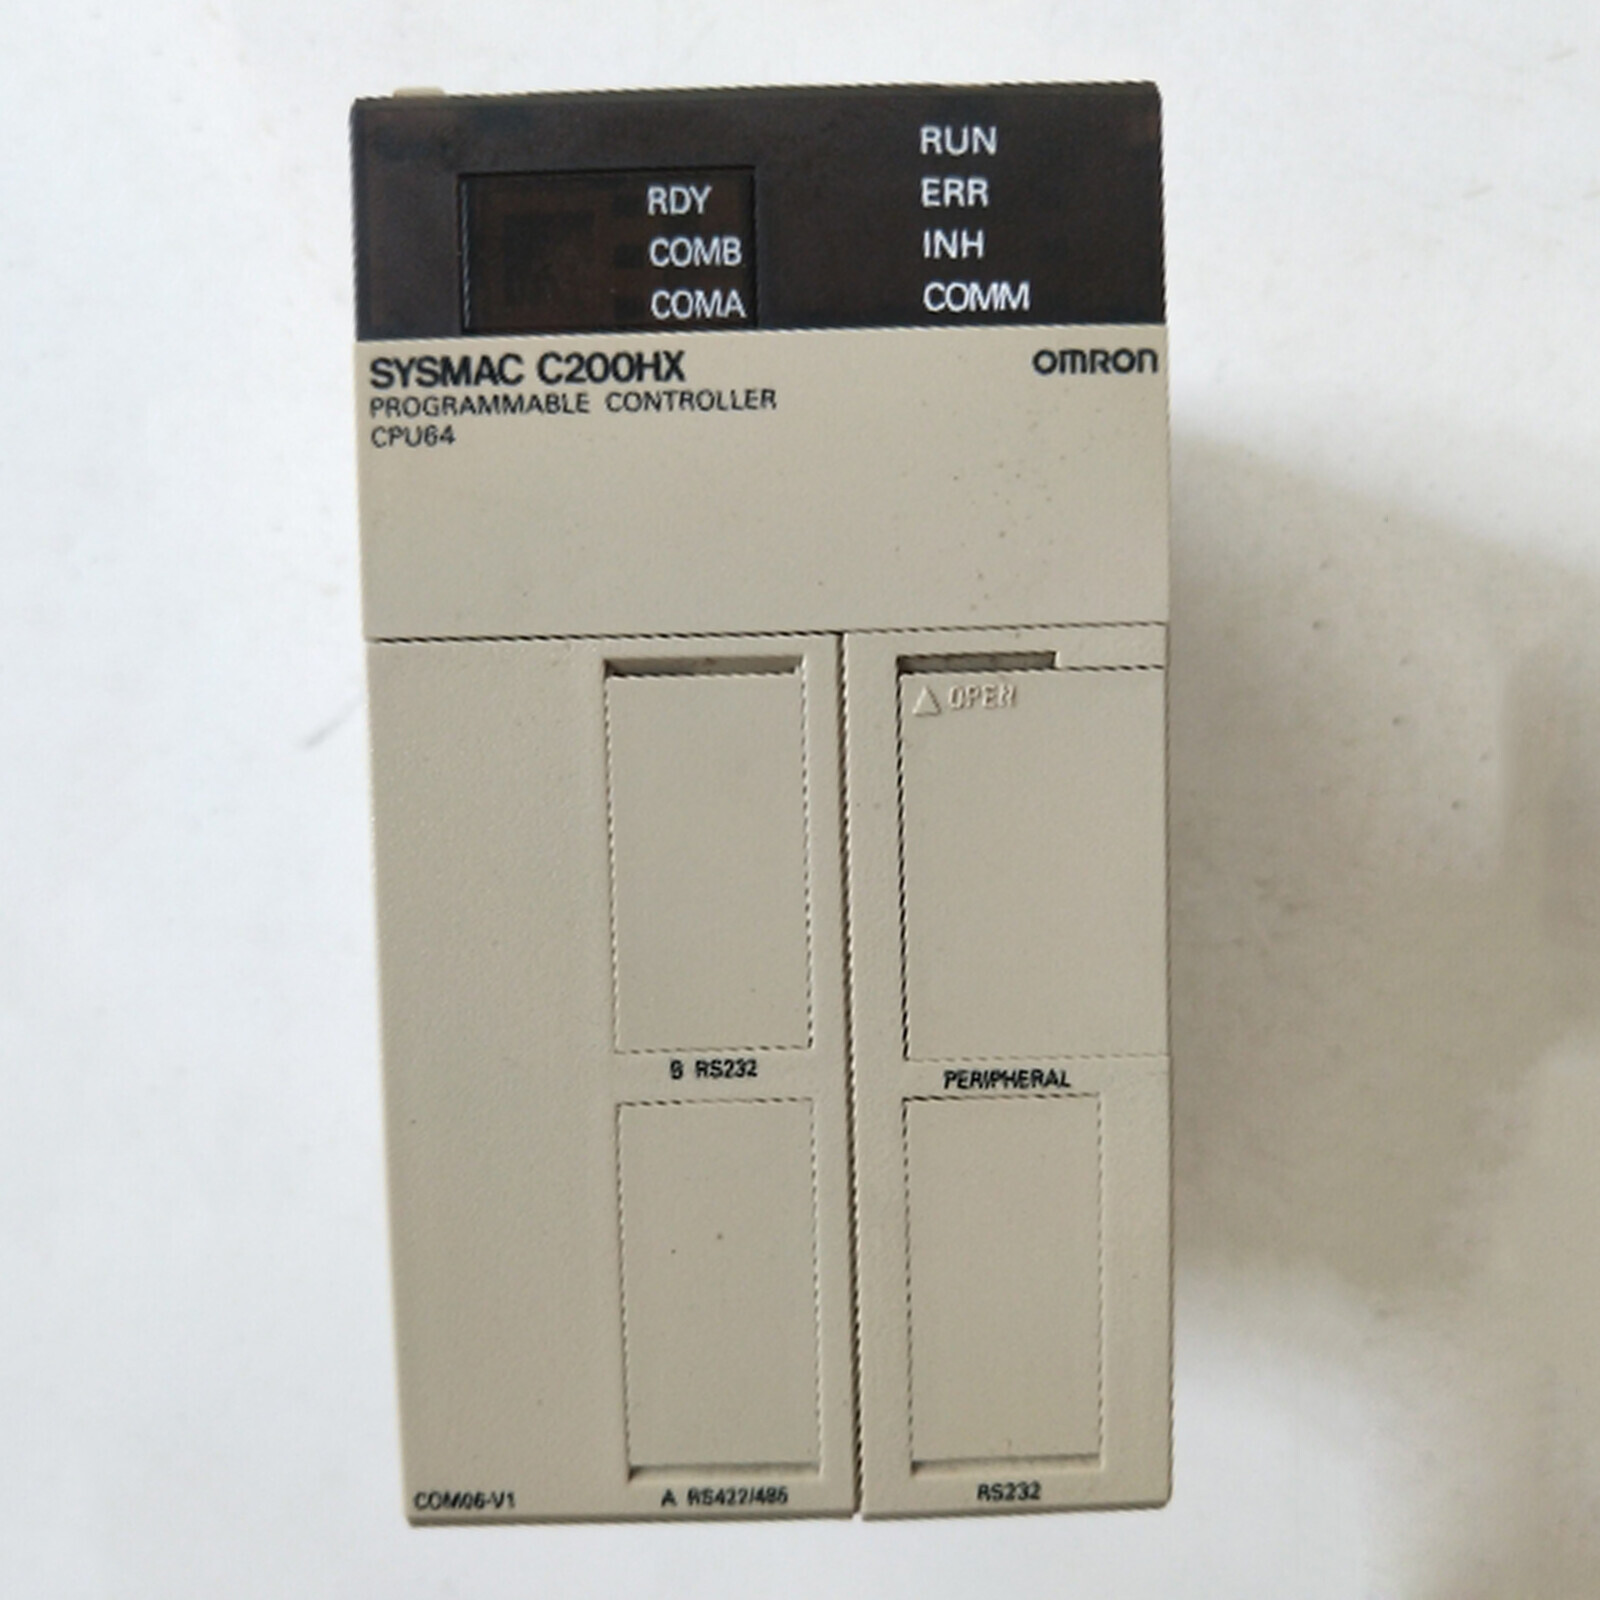 RUN
RDY
ERR
COMB
INH
COMA
COMM
SYSMAC C200HX
OMRON
PROGRAMMABLE CONTROLLER
CPU64
OPEN
B RS232
PERIPHERAL
COM06-V1
A RS422/485
RS232